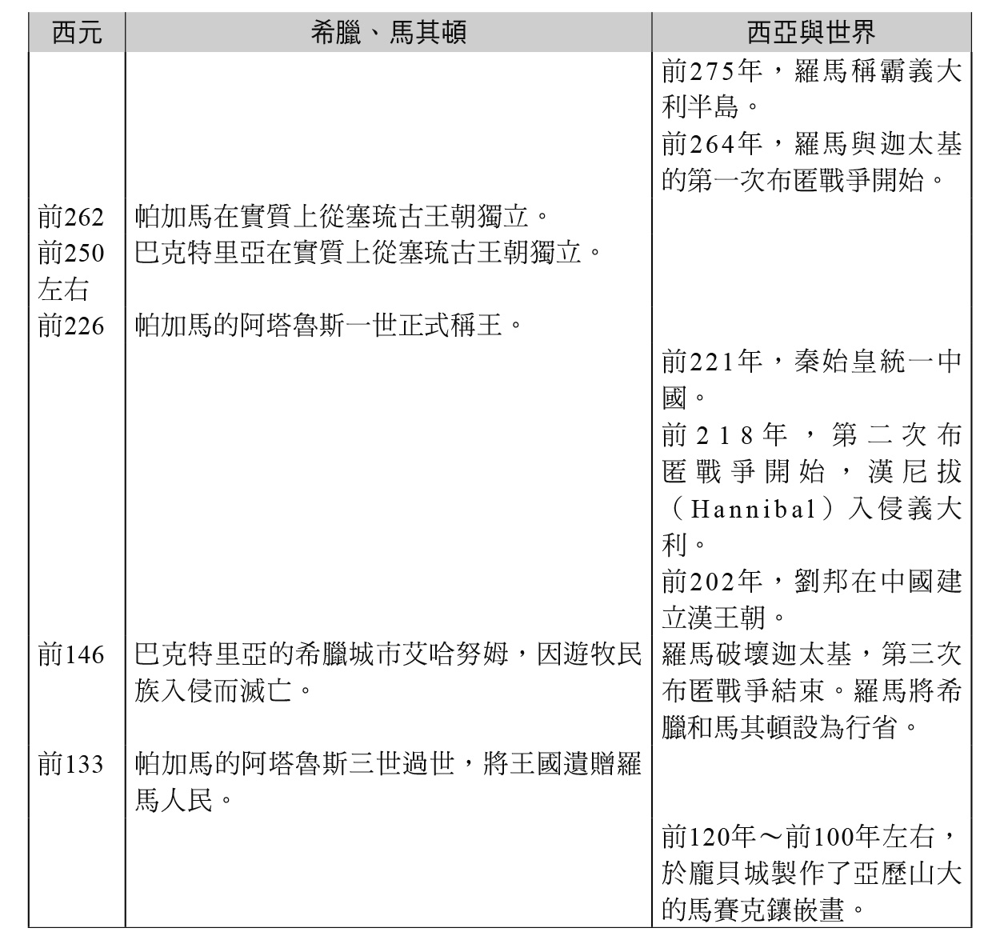 西元 希臘、馬其頓 西亞與世界
前275年，羅馬稱霸義大
利半島。
前264年，羅馬與迦太基
的第一次布匿戰爭開始。
前262 帕加馬在實質上從塞琉古王朝獨立。
前250 巴克特里亞在實質上從塞琉古王朝獨立。
左右
前226 帕加馬的阿塔魯斯一世正式稱王。
前221年，秦始皇統一中
國。
前218年，第二次布
匿戰爭開始，漢尼拔
（Hannibal）入侵義大
利。
前202年，劉邦在中國建
立漢王朝。
前146 巴克特里亞的希臘城市艾哈努姆，因遊牧民 羅馬破壞迦太基，第三次
族入侵而滅亡。 布匿戰爭結束。羅馬將希
臘和馬其頓設為行省。
前133 帕加馬的阿塔魯斯三世過世，將王國遺贈羅
馬人民。
前120年～前100年左右，
於龐貝城製作了亞歷山大
的馬賽克鑲嵌畫。